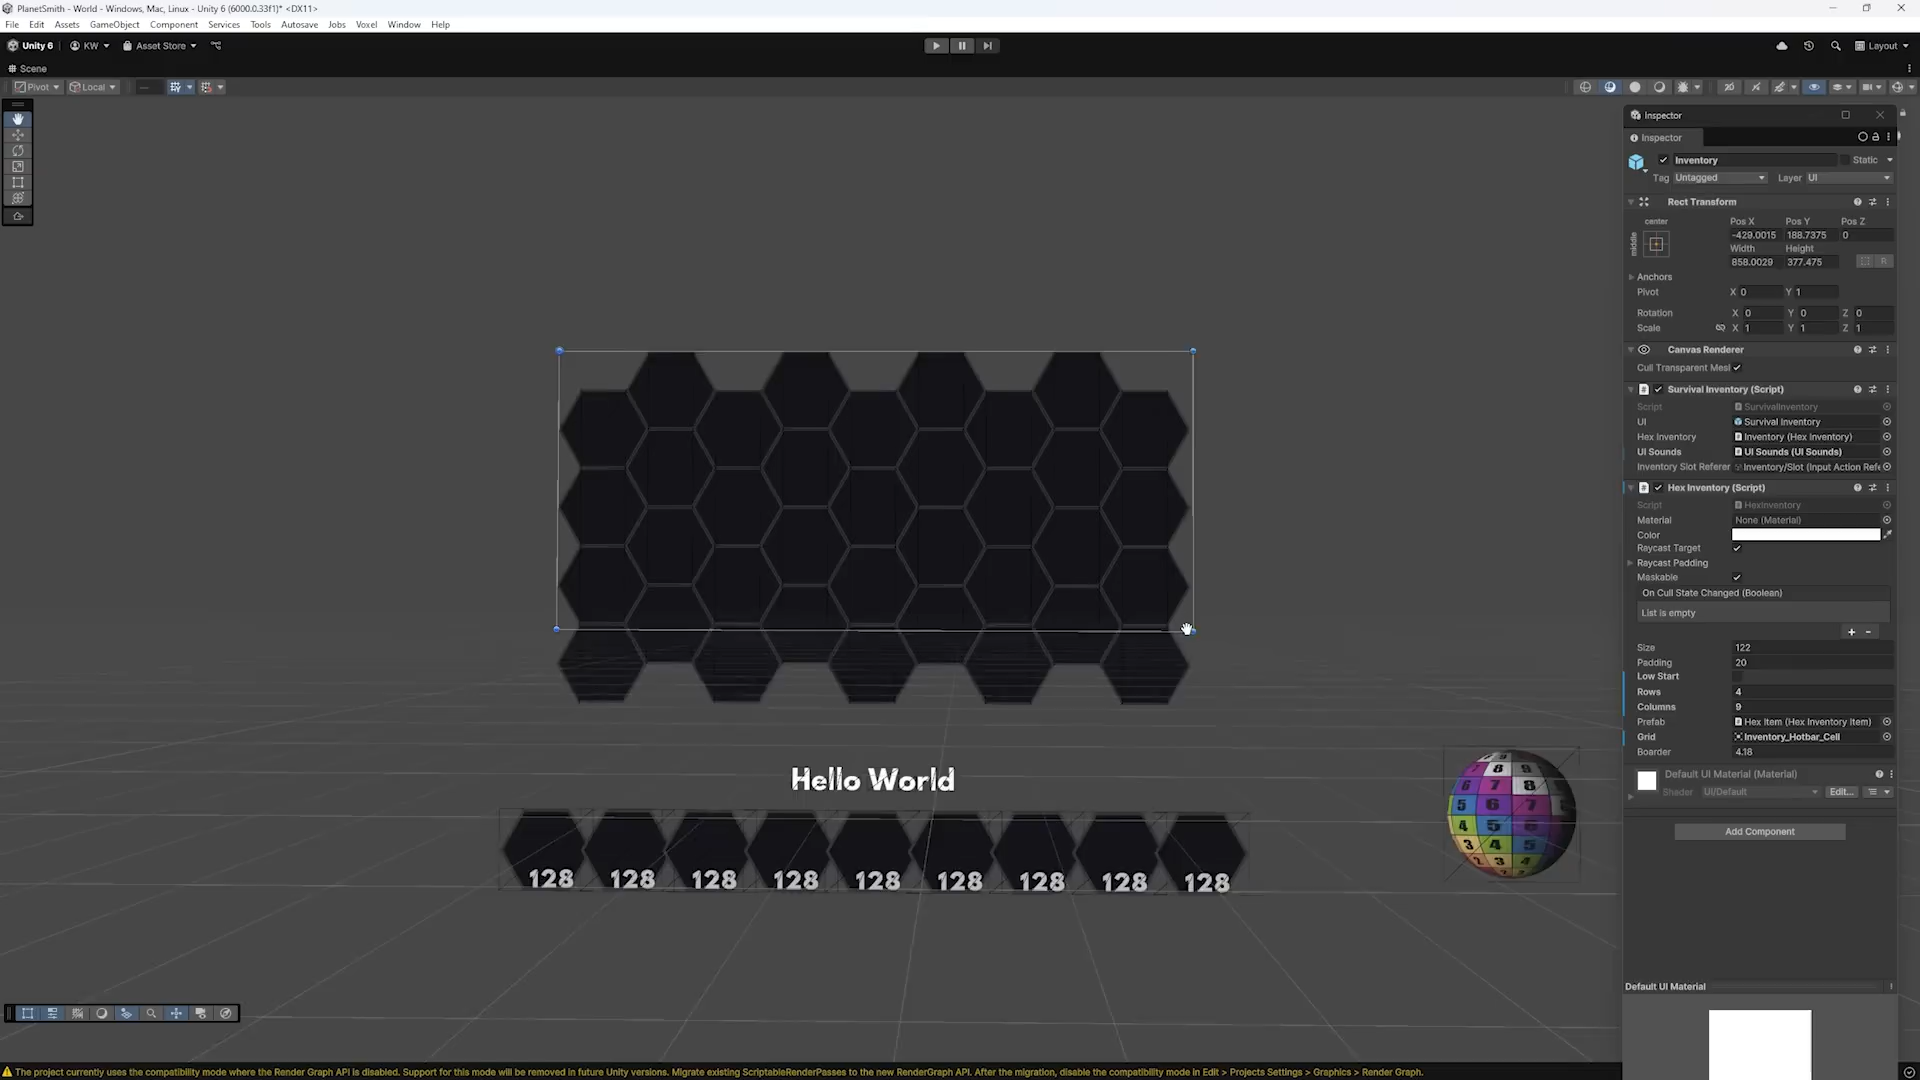 PlanetSmith - World - Windows, Mac, Linux - Unity 6 (6000.0.33f1)* <DX11>
File Edit Assets GameObject Component Services Tools Autosave Jobs Voxel Window Help
Unity 6 KW Asset Store Layout
Scene
Pivot Local
Inspector
Inspector
Inventory Static
Tag Untagged Layer UI
Rect Transform
center Pos X Pos Y Pos Z
middle -429.0015 188.7375 0
Width Height
858.0029 377.475 R
Anchors
Pivot X 0 Y 1
Rotation X 0 Y 0 Z 0
Scale X 1 Y 1 Z 1
Canvas Renderer
Cull Transparent Mesl
Survival Inventory (Script)
Script SurvivalInventory
UI Survival Inventory
Hex Inventory Inventory (Hex Inventory)
UI Sounds UI Sounds (UI Sounds)
Inventory Slot Referer Inventory/Slot (Input Action Refe
Hex Inventory (Script)
Script HexInventory
Material None (Material)
Color
Raycast Target
Raycast Padding
Maskable
On Cull State Changed (Boolean)
List is empty
+ -
Size 122
Padding 20
Low Start
Rows 4
Columns 9
Prefab Hex Item (Hex Inventory Item)
Grid Inventory_Hotbar_Cell
Boarder 4.18
Default UI Material (Material)
Shader UI/Default Edit...
Add Component
Hello World
128 128 128 128 128 128 128 128 128
Default UI Material
The project currently uses the compatibility mode where the Render Graph API is disabled. Support for this mode will be removed in future Unity versions. Migrate existing ScriptableRenderPasses to the new RenderGraph API. After the migration, disable the compatibility mode in Edit > Projects Settings > Graphics > Render Graph.